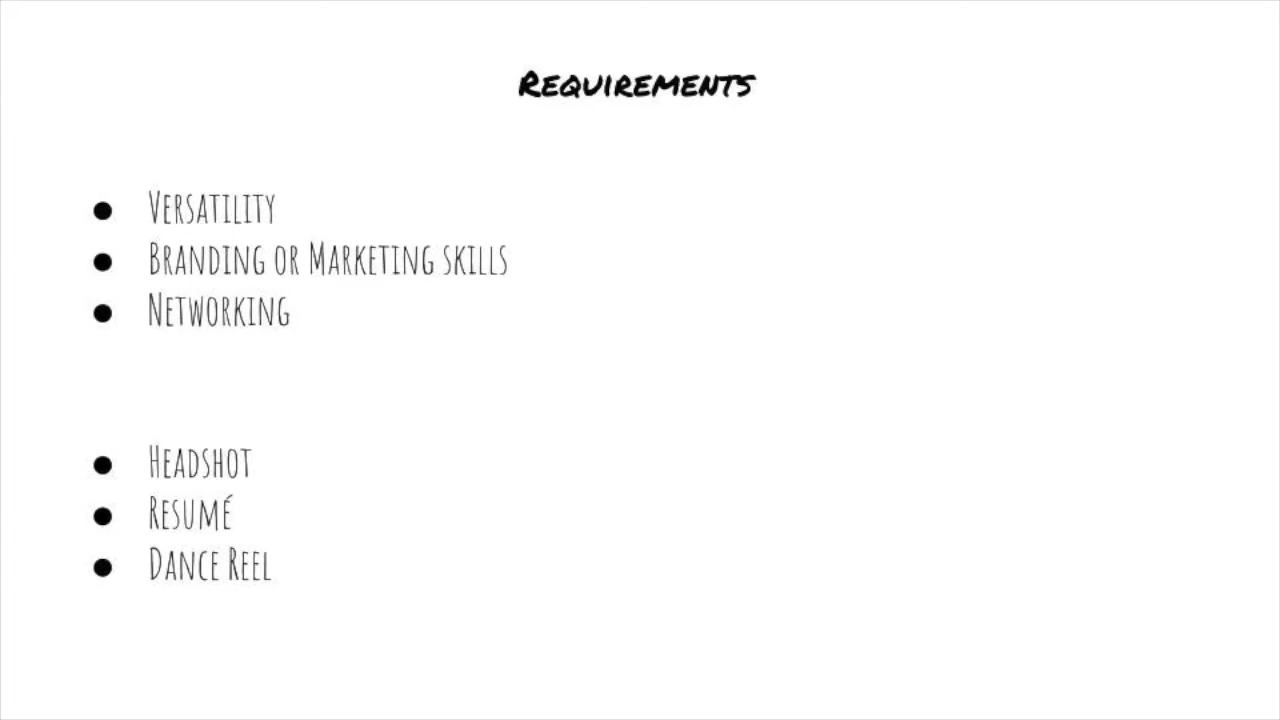 Requirements
● Versatility
● Branding or Marketing skills
● Networking
● Headshot
● Resumé
● Dance Reel